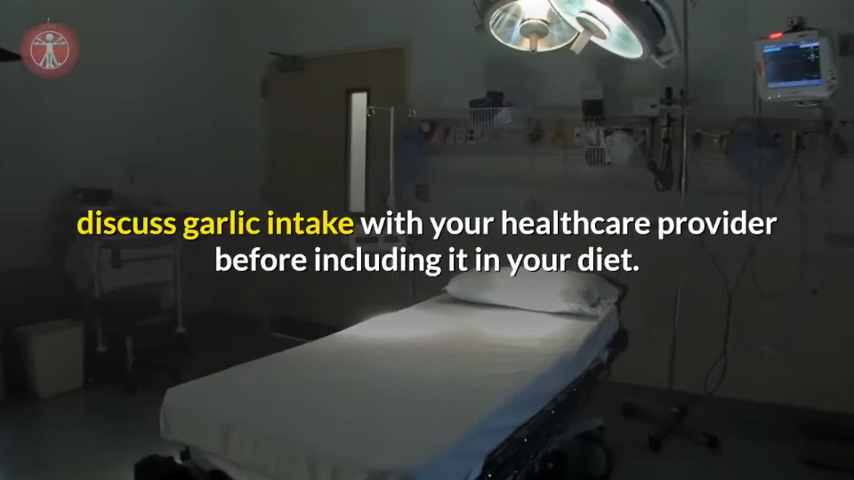 discuss garlic intake with your healthcare provider
before including it in your diet.